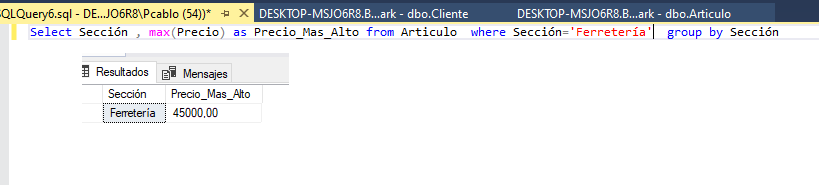 SQLQuery6.sql - DE...JO6R8\Pcablo (54))* DESKTOP-MSJO6R8.B...ark - dbo.Cliente DESKTOP-MSJO6R8.B...ark - dbo.Articulo
Select Sección , max(Precio) as Precio_Mas_Alto from Articulo where Sección='Ferretería' group by Sección
Resultados Mensajes
Sección Precio_Mas_Alto
Ferretería 45000,00